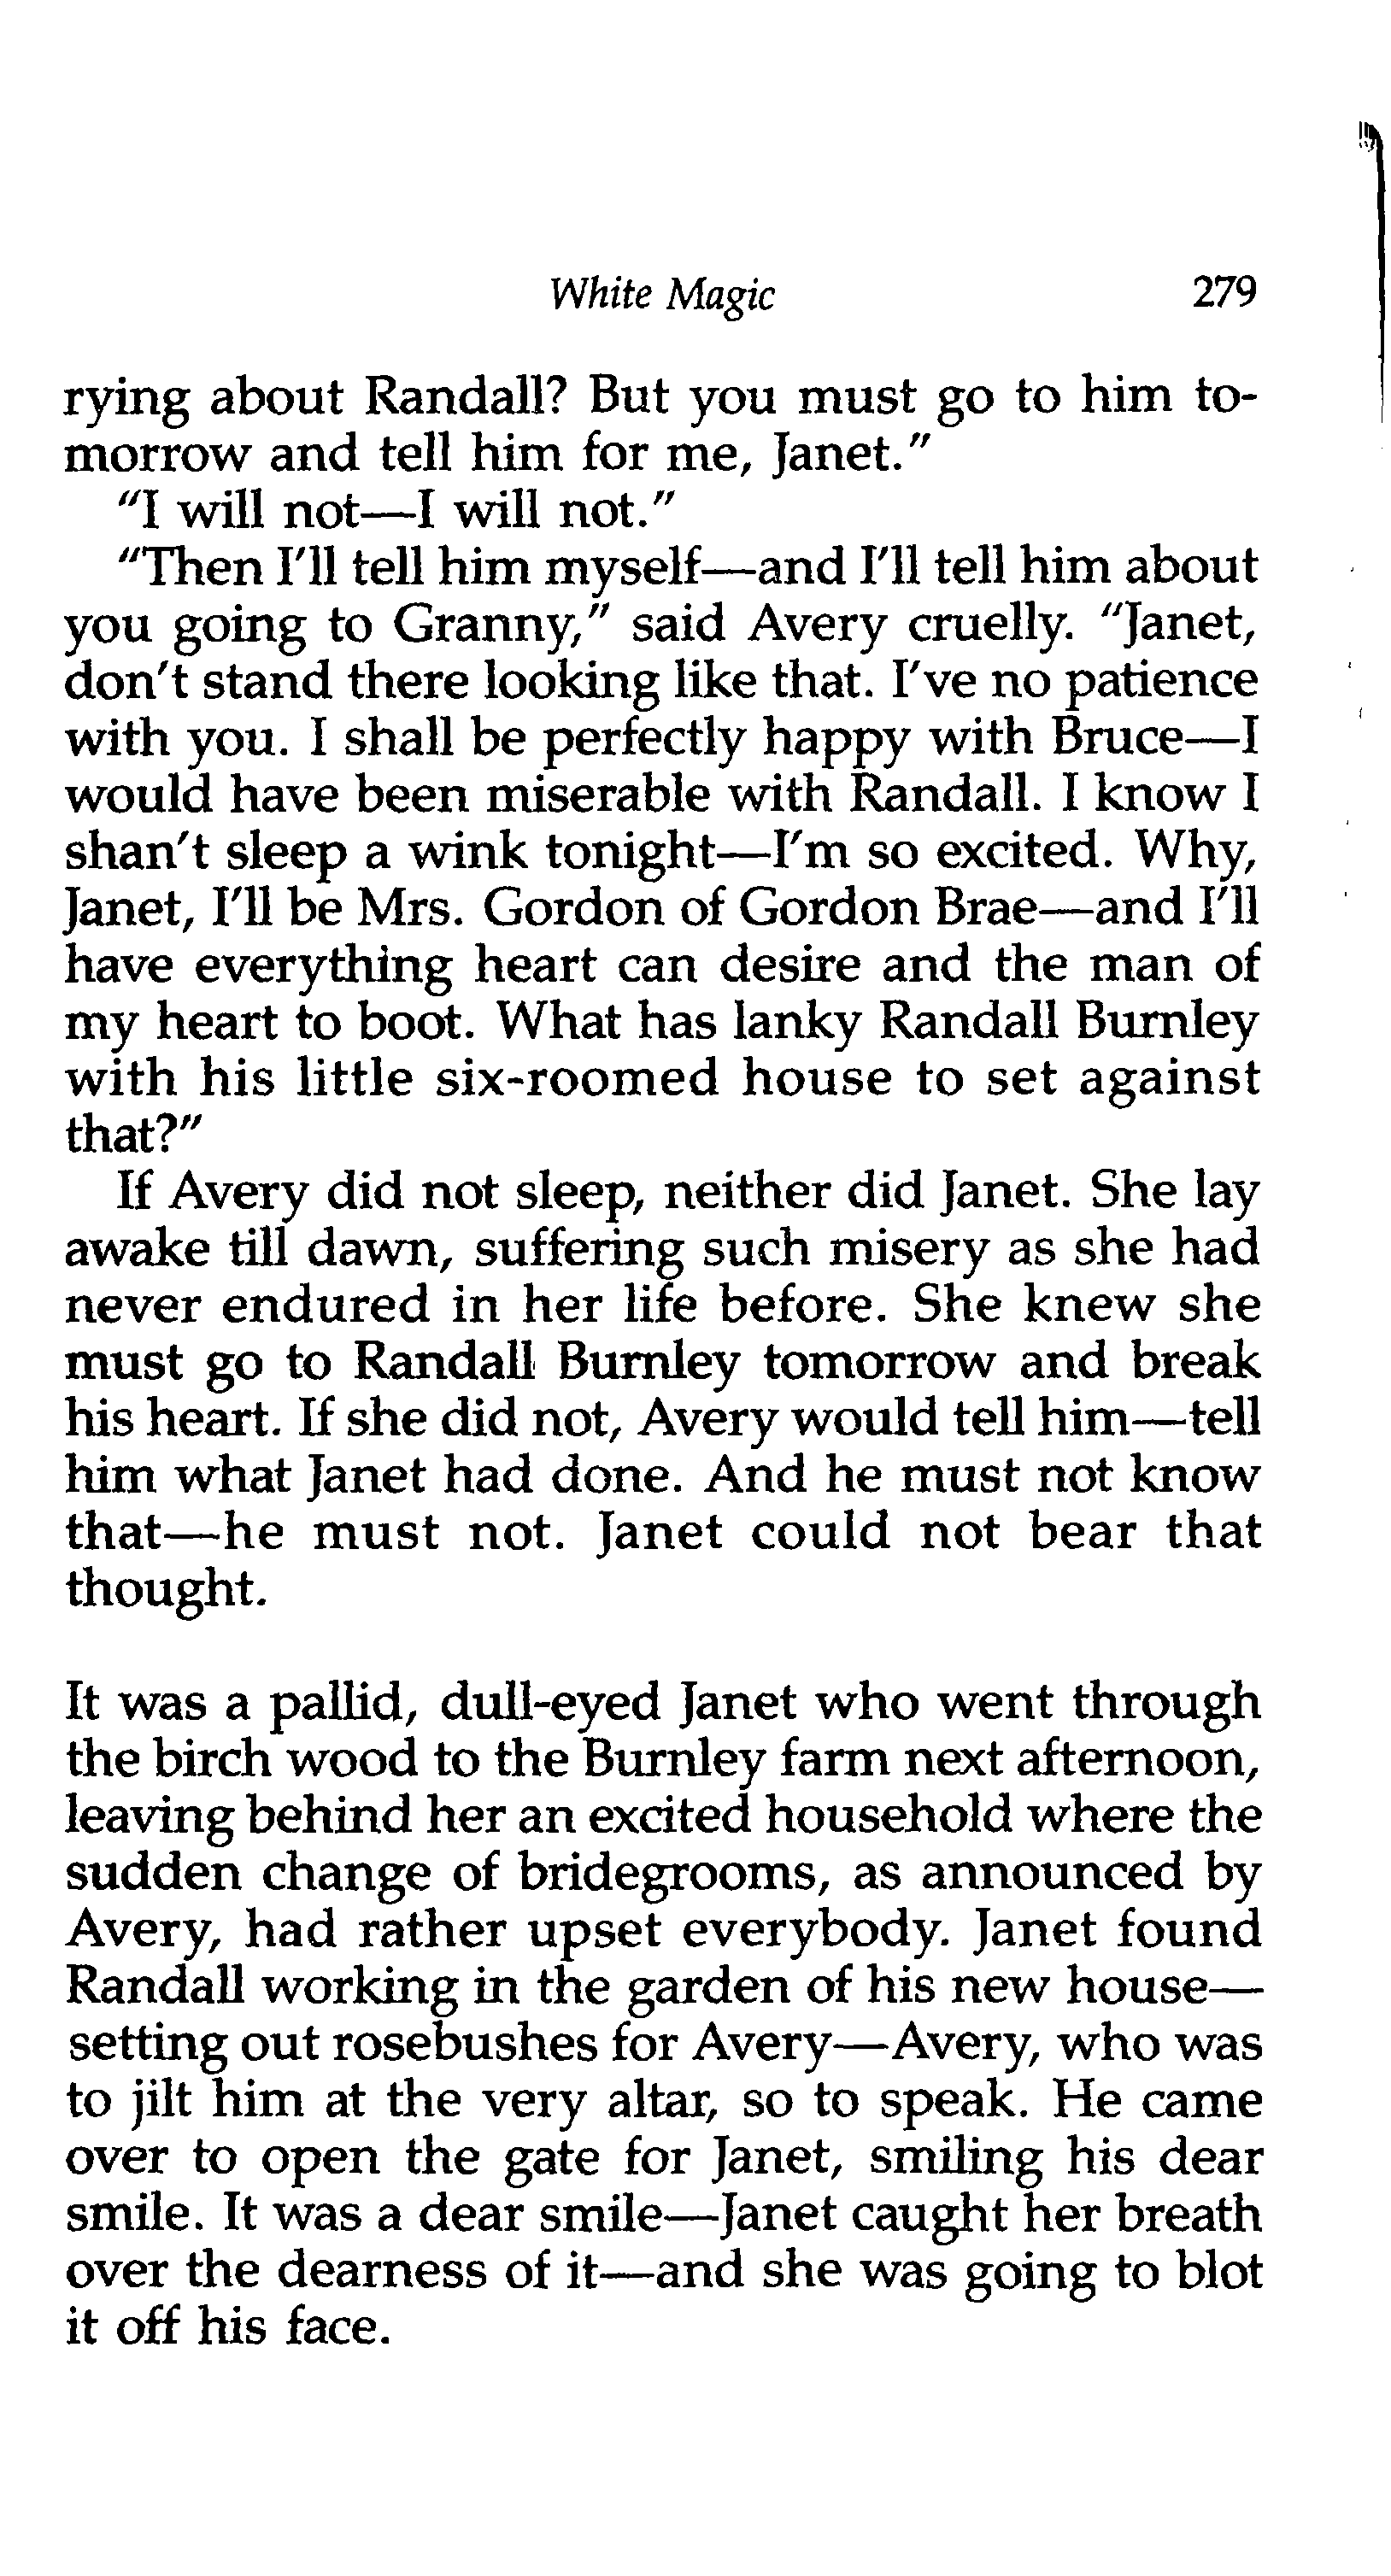 White Magic 279
rying about Randall? But you must go to him to-
morrow and tell him for me, Janet."
"I will not—I will not."
"Then I'll tell him myself—and I'll tell him about
you going to Granny," said Avery cruelly. "Janet,
don't stand there looking like that. I've no patience
with you. I shall be perfectly happy with Bruce—I
would have been miserable with Randall. I know I
shan't sleep a wink tonight—I'm so excited. Why,
Janet, I'll be Mrs. Gordon of Gordon Brae—and I'll
have everything heart can desire and the man of
my heart to boot. What has lanky Randall Burnley
with his little six-roomed house to set against
that?"
If Avery did not sleep, neither did Janet. She lay
awake till dawn, suffering such misery as she had
never endured in her life before. She knew she
must go to Randall Burnley tomorrow and break
his heart. If she did not, Avery would tell him—tell
him what Janet had done. And he must not know
that—he must not. Janet could not bear that
thought.
It was a pallid, dull-eyed Janet who went through
the birch wood to the Burnley farm next afternoon,
leaving behind her an excited household where the
sudden change of bridegrooms, as announced by
Avery, had rather upset everybody. Janet found
Randall working in the garden of his new house—
setting out rosebushes for Avery—Avery, who was
to jilt him at the very altar, so to speak. He came
over to open the gate for Janet, smiling his dear
smile. It was a dear smile—Janet caught her breath
over the dearness of it—and she was going to blot
it off his face.